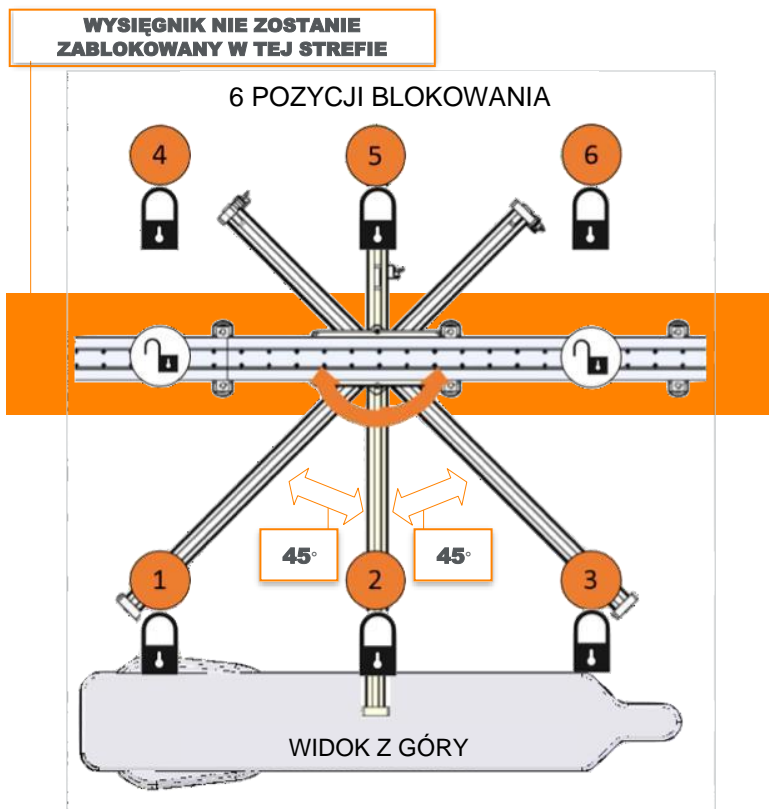 WYSIĘGNIK NIE ZOSTANIE
ZABLOKOWANY W TEJ STREFIE
6 POZYCJI BLOKOWANIA
4 5 6
45° 45°
1 2 3
WIDOK Z GÓRY